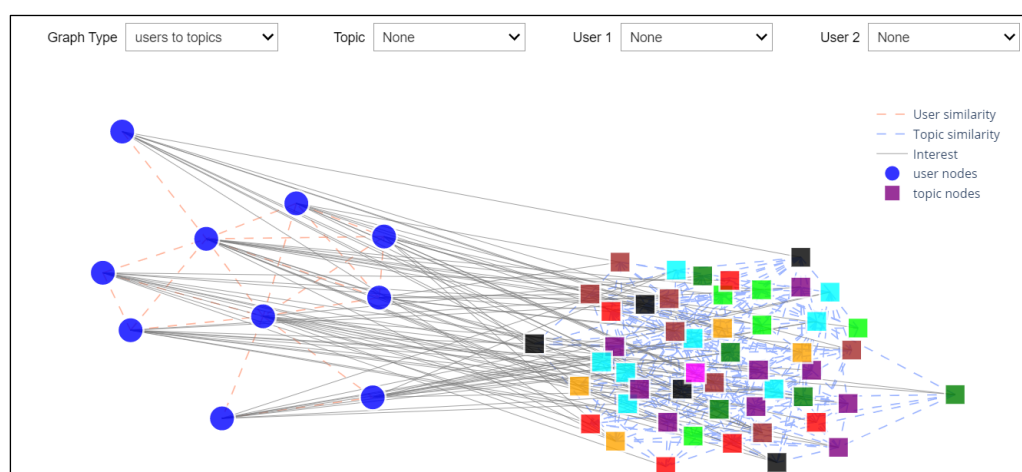 Graph Type users to topics Topic None User 1 None User 2 None
User similarity
Topic similarity
Interest
user nodes
topic nodes